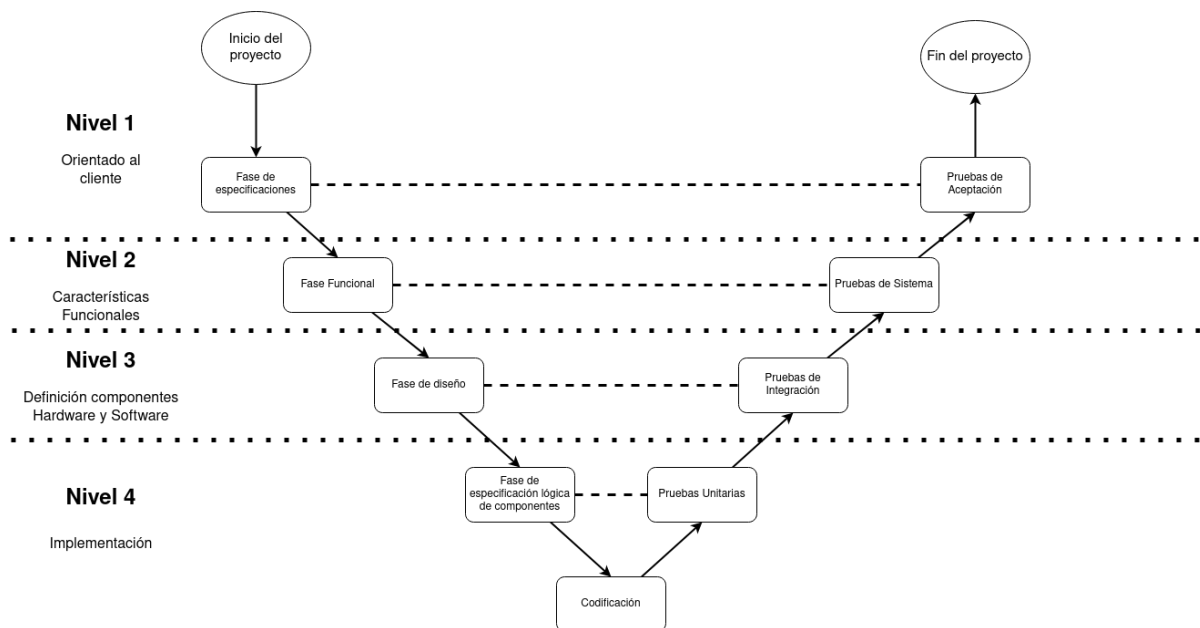 Inicio del
proyecto
Fin del proyecto
Nivel 1
Orientado al
cliente
Fase de
especificaciones
Pruebas de
Aceptación
Nivel 2
Características
Funcionales
Fase Funcional
Pruebas de Sistema
Nivel 3
Definición componentes
Hardware y Software
Fase de diseño
Pruebas de
Integración
Nivel 4
Implementación
Fase de
especificación lógica
de componentes
Pruebas Unitarias
Codificación